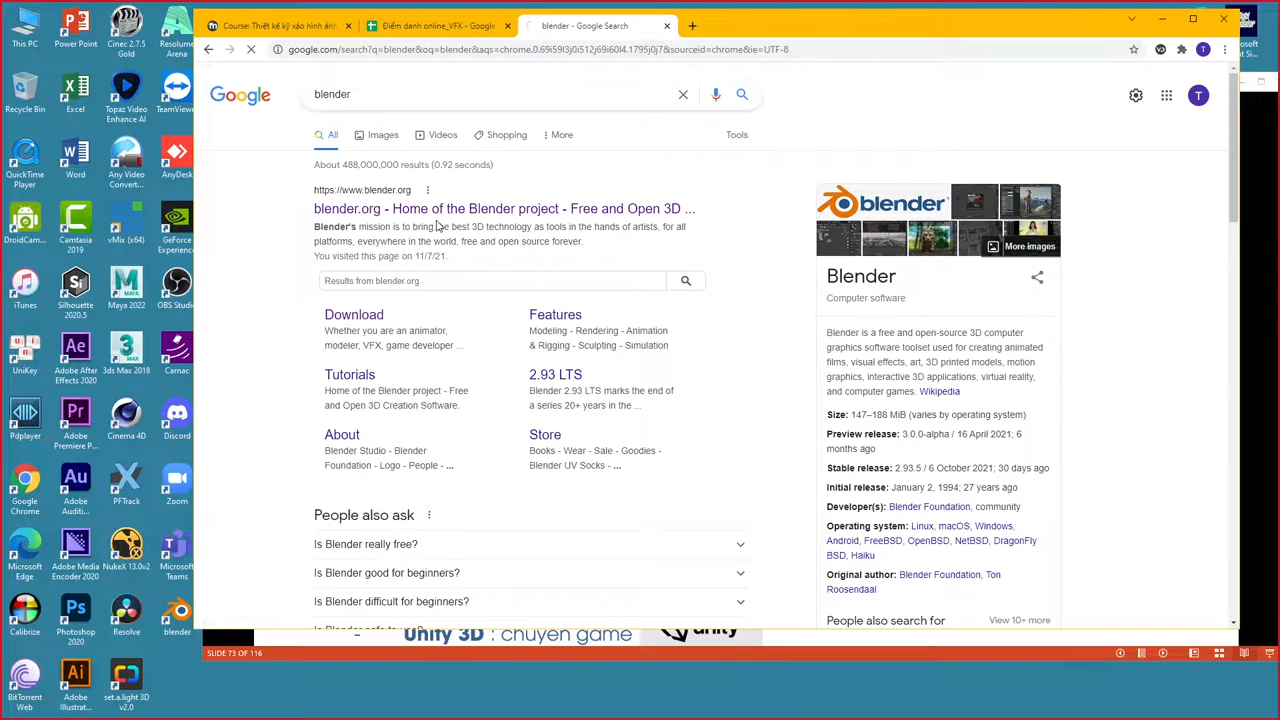 This PC
Power Point
Cinec 2.7.5 Gold
Resolume Arena
Recycle Bin
Excel
Topaz Video Enhance AI
TeamViewer
QuickTime Player
Word
Any Video Convert...
AnyDesk
DroidCam...
Camtasia 2019
vMix (x64)
GeForce Experience
iTunes
Silhouette 2020.5
Maya 2022
OBS Studio
UniKey
Adobe After Effects 2020
3ds Max 2018
Carnac
Pdplayer
Adobe Premiere P...
Cinema 4D
Discord
Google Chrome
Adobe Auditi...
PFTrack
Zoom
Microsoft Edge
Adobe Media Encoder 2020
NukeX 13.0v2
Microsoft Teams
Calibrize
Photoshop 2020
Resolve
blender
BitTorrent Web
Adobe Illustrat...
set.a.light 3D v2.0
Course: Thiết kế kỹ xảo hình ảnh
Điểm danh online_VFX - Google
blender - Google Search
google.com/search?q=blender&oq=blender&aqs=chrome.0.69i59l3j0i512j69i60l4.1795j0j7&sourceid=chrome&ie=UTF-8
T
Google
blender
T
All Images Videos Shopping More Tools
About 488,000,000 results (0.92 seconds)
https://www.blender.org
blender.org - Home of the Blender project - Free and Open 3D ...
Blender's mission is to bring the best 3D technology as tools in the hands of artists, for all
platforms, everywhere in the world, free and open source forever.
You visited this page on 11/7/21.
Results from blender.org
Download
Whether you are an animator,
modeler, VFX, game developer ...
Features
Modeling - Rendering - Animation
& Rigging - Sculpting - Simulation
Tutorials
Home of the Blender project - Free
and Open 3D Creation Software.
2.93 LTS
Blender 2.93 LTS marks the end of
a series 20+ years in the ...
About
Blender Studio - Blender
Foundation - Logo - People - ...
Store
Books - Wear - Sale - Goodies -
Blender UV Socks - ...
People also ask
Is Blender really free?
Is Blender good for beginners?
Is Blender difficult for beginners?
blender
More images
Blender
Computer software
Blender is a free and open-source 3D computer
graphics software toolset used for creating animated
films, visual effects, art, 3D printed models, motion
graphics, interactive 3D applications, virtual reality,
and computer games. Wikipedia
Size: 147–188 MiB (varies by operating system)
Preview release: 3.0.0-alpha / 16 April 2021; 6
months ago
Stable release: 2.93.5 / 6 October 2021; 30 days ago
Initial release: January 2, 1994; 27 years ago
Developer(s): Blender Foundation, community
Operating system: Linux, macOS, Windows,
Android, FreeBSD, OpenBSD, NetBSD, DragonFly
BSD, Haiku
Original author: Blender Foundation, Ton
Roosendaal
People also search for View 10+ more
- Unity 3D : chuyên game unity
SLIDE 73 OF 116